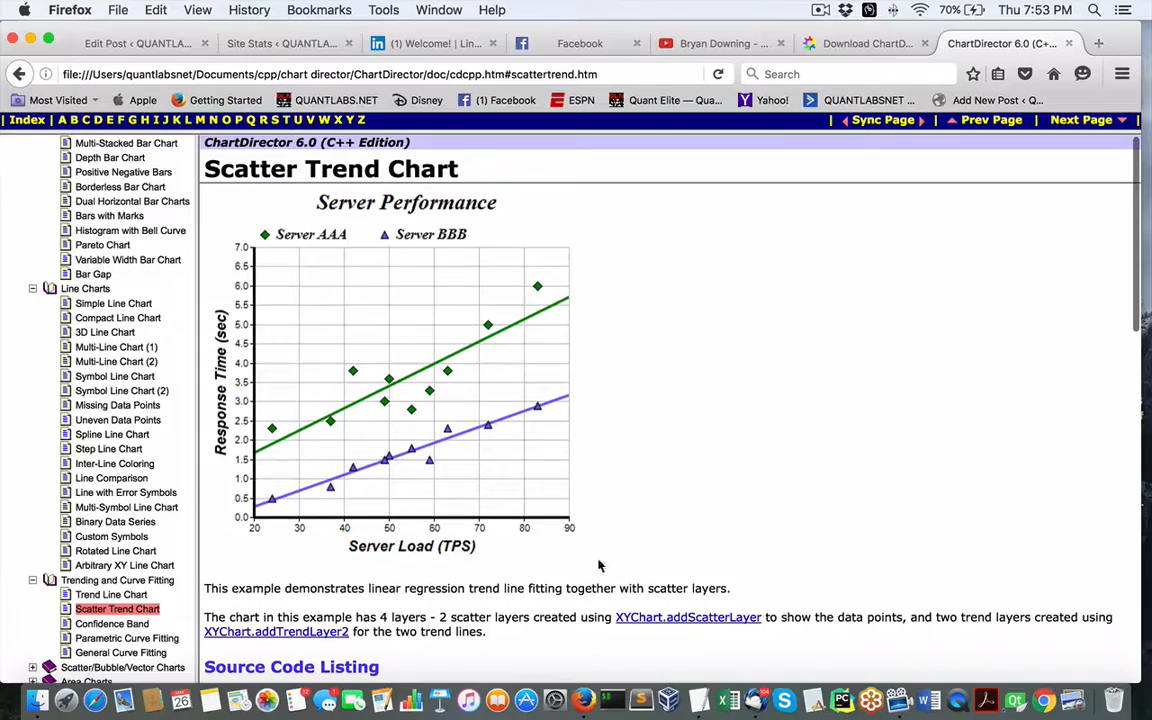 Firefox File Edit View History Bookmarks Tools Window Help 70% Thu 7:53 PM
Edit Post ‹ QUANTLA... × Site Stats ‹ QUANTLABS... × (1) Welcome! | Lin... × Facebook × Bryan Downing - ... × Download ChartD... × ChartDirector 6.0 (C+... ×
file:///Users/quantlabsnet/Documents/cpp/chart director/ChartDirector/doc/cdcpp.htm#scattertrend.htm Search
Most Visited Apple Getting Started QUANTLABS.NET Disney (1) Facebook ESPN Quant Elite — Qua... Yahoo! QUANTLABSNET ... Add New Post ‹ Q...
| Index | A B C D E F G H I J K L M N O P Q R S T U V W X Y Z | Sync Page | Prev Page | Next Page |
Multi-Stacked Bar Chart
Depth Bar Chart
Positive Negative Bars
Borderless Bar Chart
Dual Horizontal Bar Charts
Bars with Marks
Histogram with Bell Curve
Pareto Chart
Variable Width Bar Chart
Bar Gap
Line Charts
Simple Line Chart
Compact Line Chart
3D Line Chart
Multi-Line Chart (1)
Multi-Line Chart (2)
Symbol Line Chart
Symbol Line Chart (2)
Missing Data Points
Uneven Data Points
Spline Line Chart
Step Line Chart
Inter-Line Coloring
Line Comparison
Line with Error Symbols
Multi-Symbol Line Chart
Binary Data Series
Custom Symbols
Rotated Line Chart
Arbitrary XY Line Chart
Trending and Curve Fitting
Trend Line Chart
Scatter Trend Chart
Confidence Band
Parametric Curve Fitting
General Curve Fitting
Scatter/Bubble/Vector Charts
Area Charts
ChartDirector 6.0 (C++ Edition)
Scatter Trend Chart
Server Performance
Server AAA Server BBB
7.0
6.5
6.0
5.5
5.0
4.5
4.0
3.5
3.0
2.5
2.0
1.5
1.0
0.5
0.0
Response Time (sec)
20 30 40 50 60 70 80 90
Server Load (TPS)
This example demonstrates linear regression trend line fitting together with scatter layers.
The chart in this example has 4 layers - 2 scatter layers created using XYChart.addScatterLayer to show the data points, and two trend layers created using
XYChart.addTrendLayer2 for the two trend lines.
Source Code Listing